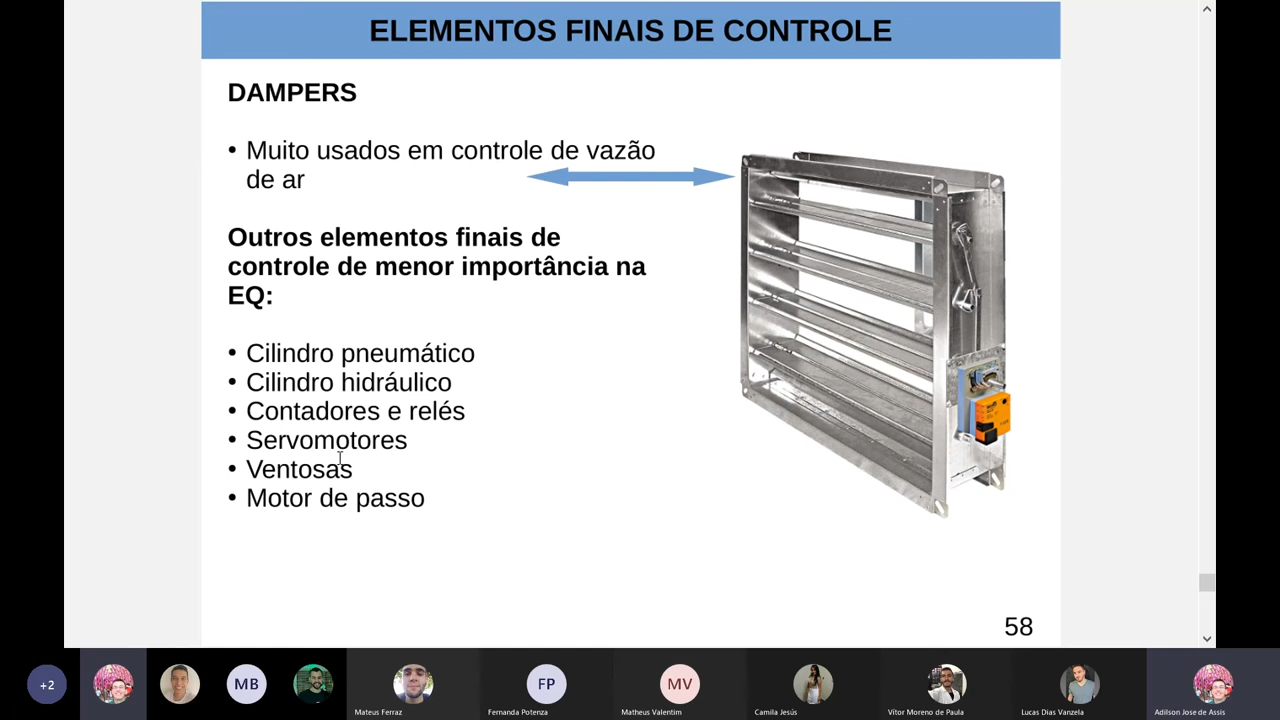 ELEMENTOS FINAIS DE CONTROLE
DAMPERS
• Muito usados em controle de vazão
de ar
Outros elementos finais de
controle de menor importância na
EQ:
• Cilindro pneumático
• Cilindro hidráulico
• Contadores e relés
• Servomotores
• Ventosas
• Motor de passo
58
+2
MB
FP
MV
Mateus Ferraz
Fernanda Potenza
Matheus Valentim
Camila Jesús
Vítor Moreno de Paula
Lucas Dias Vanzela
Adilson Jose de Assis